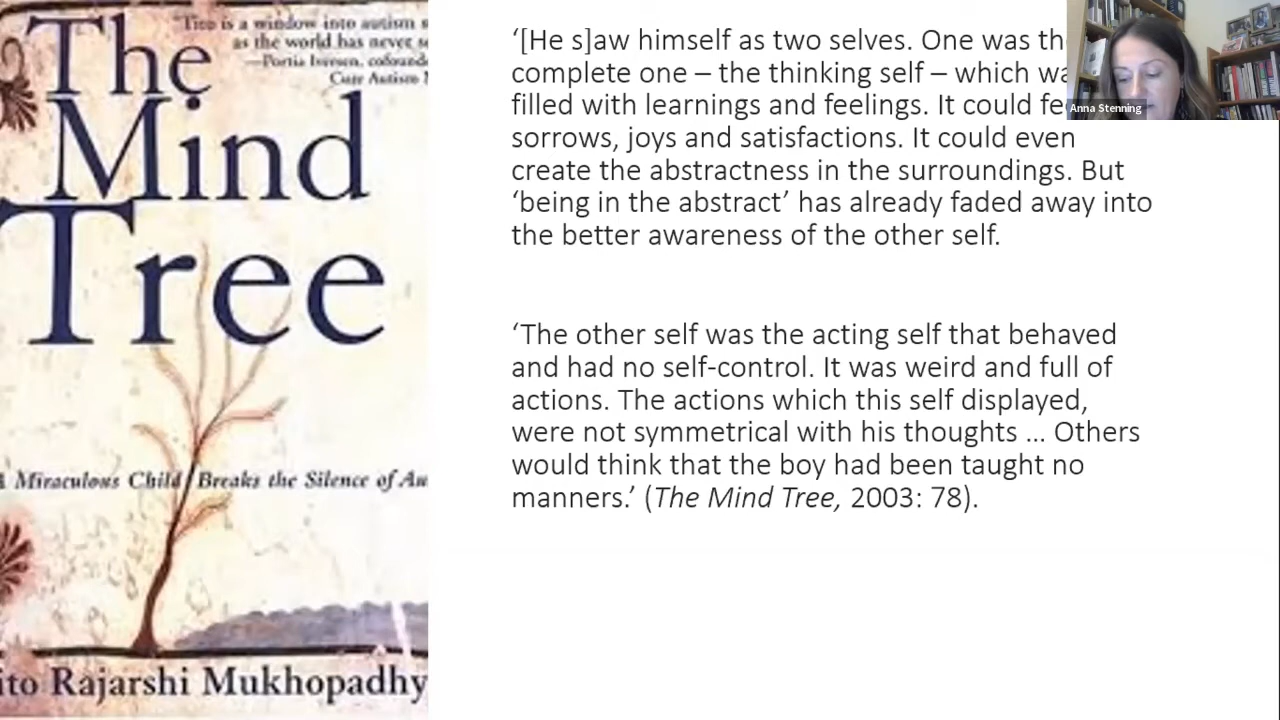 The
Mind
Tree
Tito is a window into autism
as the world has never
—Portia Iversen,
Cure Autism
A Miraculous Child Breaks the Silence of Au
ito Rajarshi Mukhopadhy
‘[He s]aw himself as two selves. One was th
complete one – the thinking self – which wa
filled with learnings and feelings. It could fe
sorrows, joys and satisfactions. It could even
create the abstractness in the surroundings. But
‘being in the abstract’ has already faded away into
the better awareness of the other self.
‘The other self was the acting self that behaved
and had no self-control. It was weird and full of
actions. The actions which this self displayed,
were not symmetrical with his thoughts … Others
would think that the boy had been taught no
manners.’ (The Mind Tree, 2003: 78).
Anna Stenning